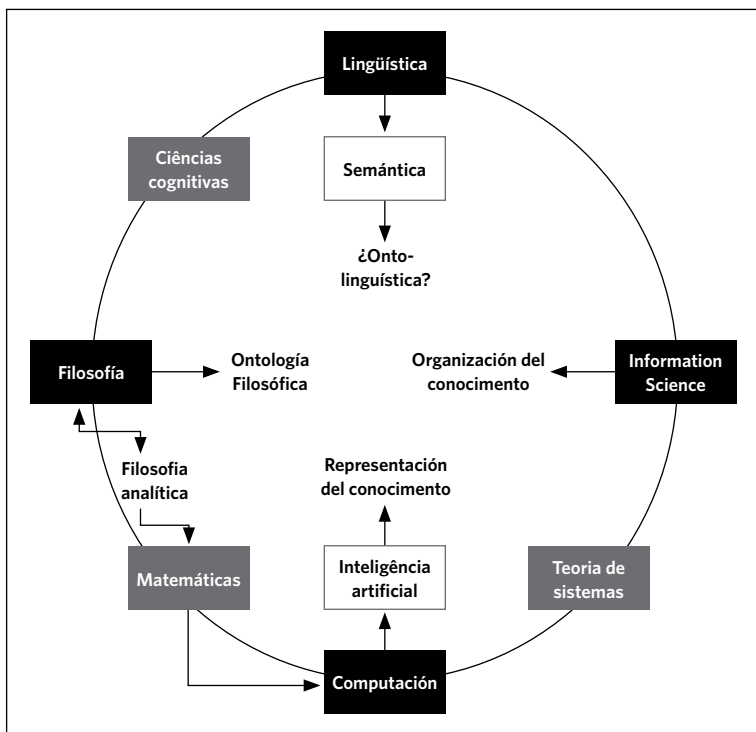 Lingüística
Ciências
cognitivas
Semántica
¿Onto-
linguística?
Filosofía
Ontología
Filosófica
Organización del
conocimento
Information
Science
Filosofia
analítica
Representación
del conocimento
Matemáticas
Inteligência
artificial
Teoria de
sistemas
Computación